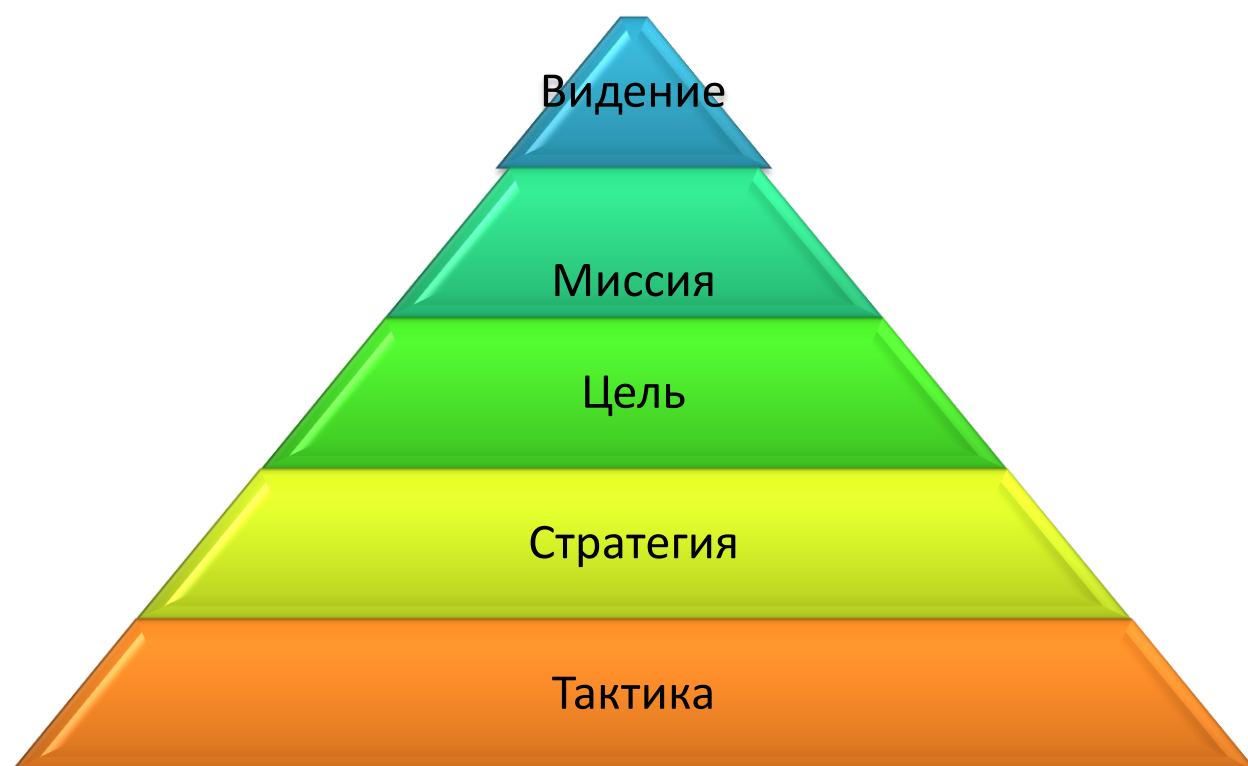 Видение
Миссия
Цель
Стратегия
Тактика